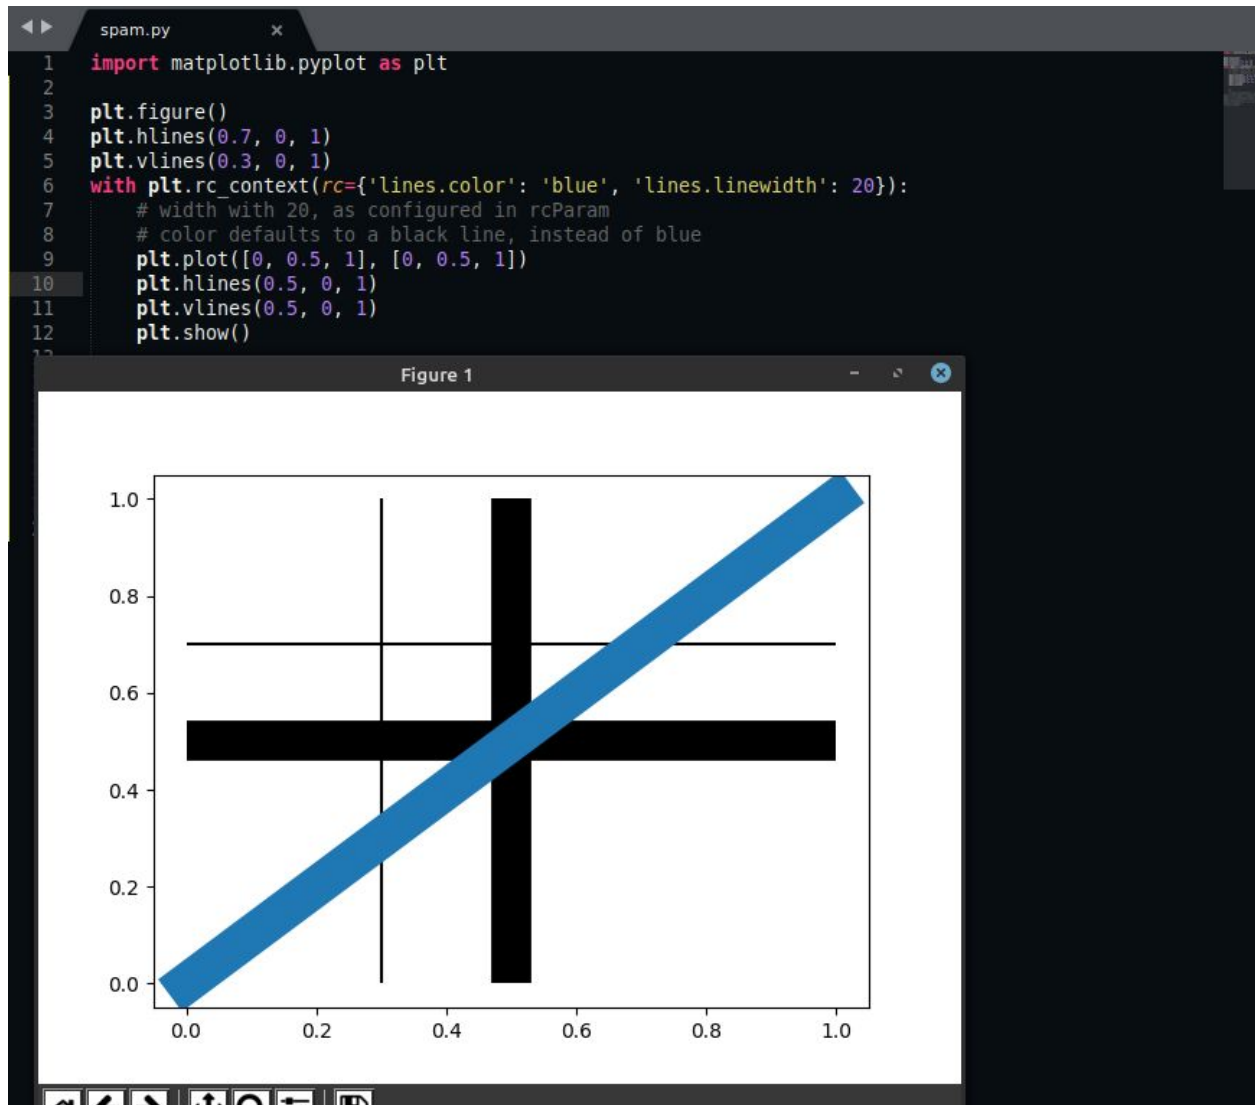 spam.py
1 import matplotlib.pyplot as plt
2
3 plt.figure()
4 plt.hlines(0.7, 0, 1)
5 plt.vlines(0.3, 0, 1)
6 with plt.rc_context(rc={'lines.color': 'blue', 'lines.linewidth': 20}):
7     # width with 20, as configured in rcParam
8     # color defaults to a black line, instead of blue
9     plt.plot([0, 0.5, 1], [0, 0.5, 1])
10     plt.hlines(0.5, 0, 1)
11     plt.vlines(0.5, 0, 1)
12     plt.show()
Figure 1
1.0
0.8
0.6
0.4
0.2
0.0
0.0 0.2 0.4 0.6 0.8 1.0